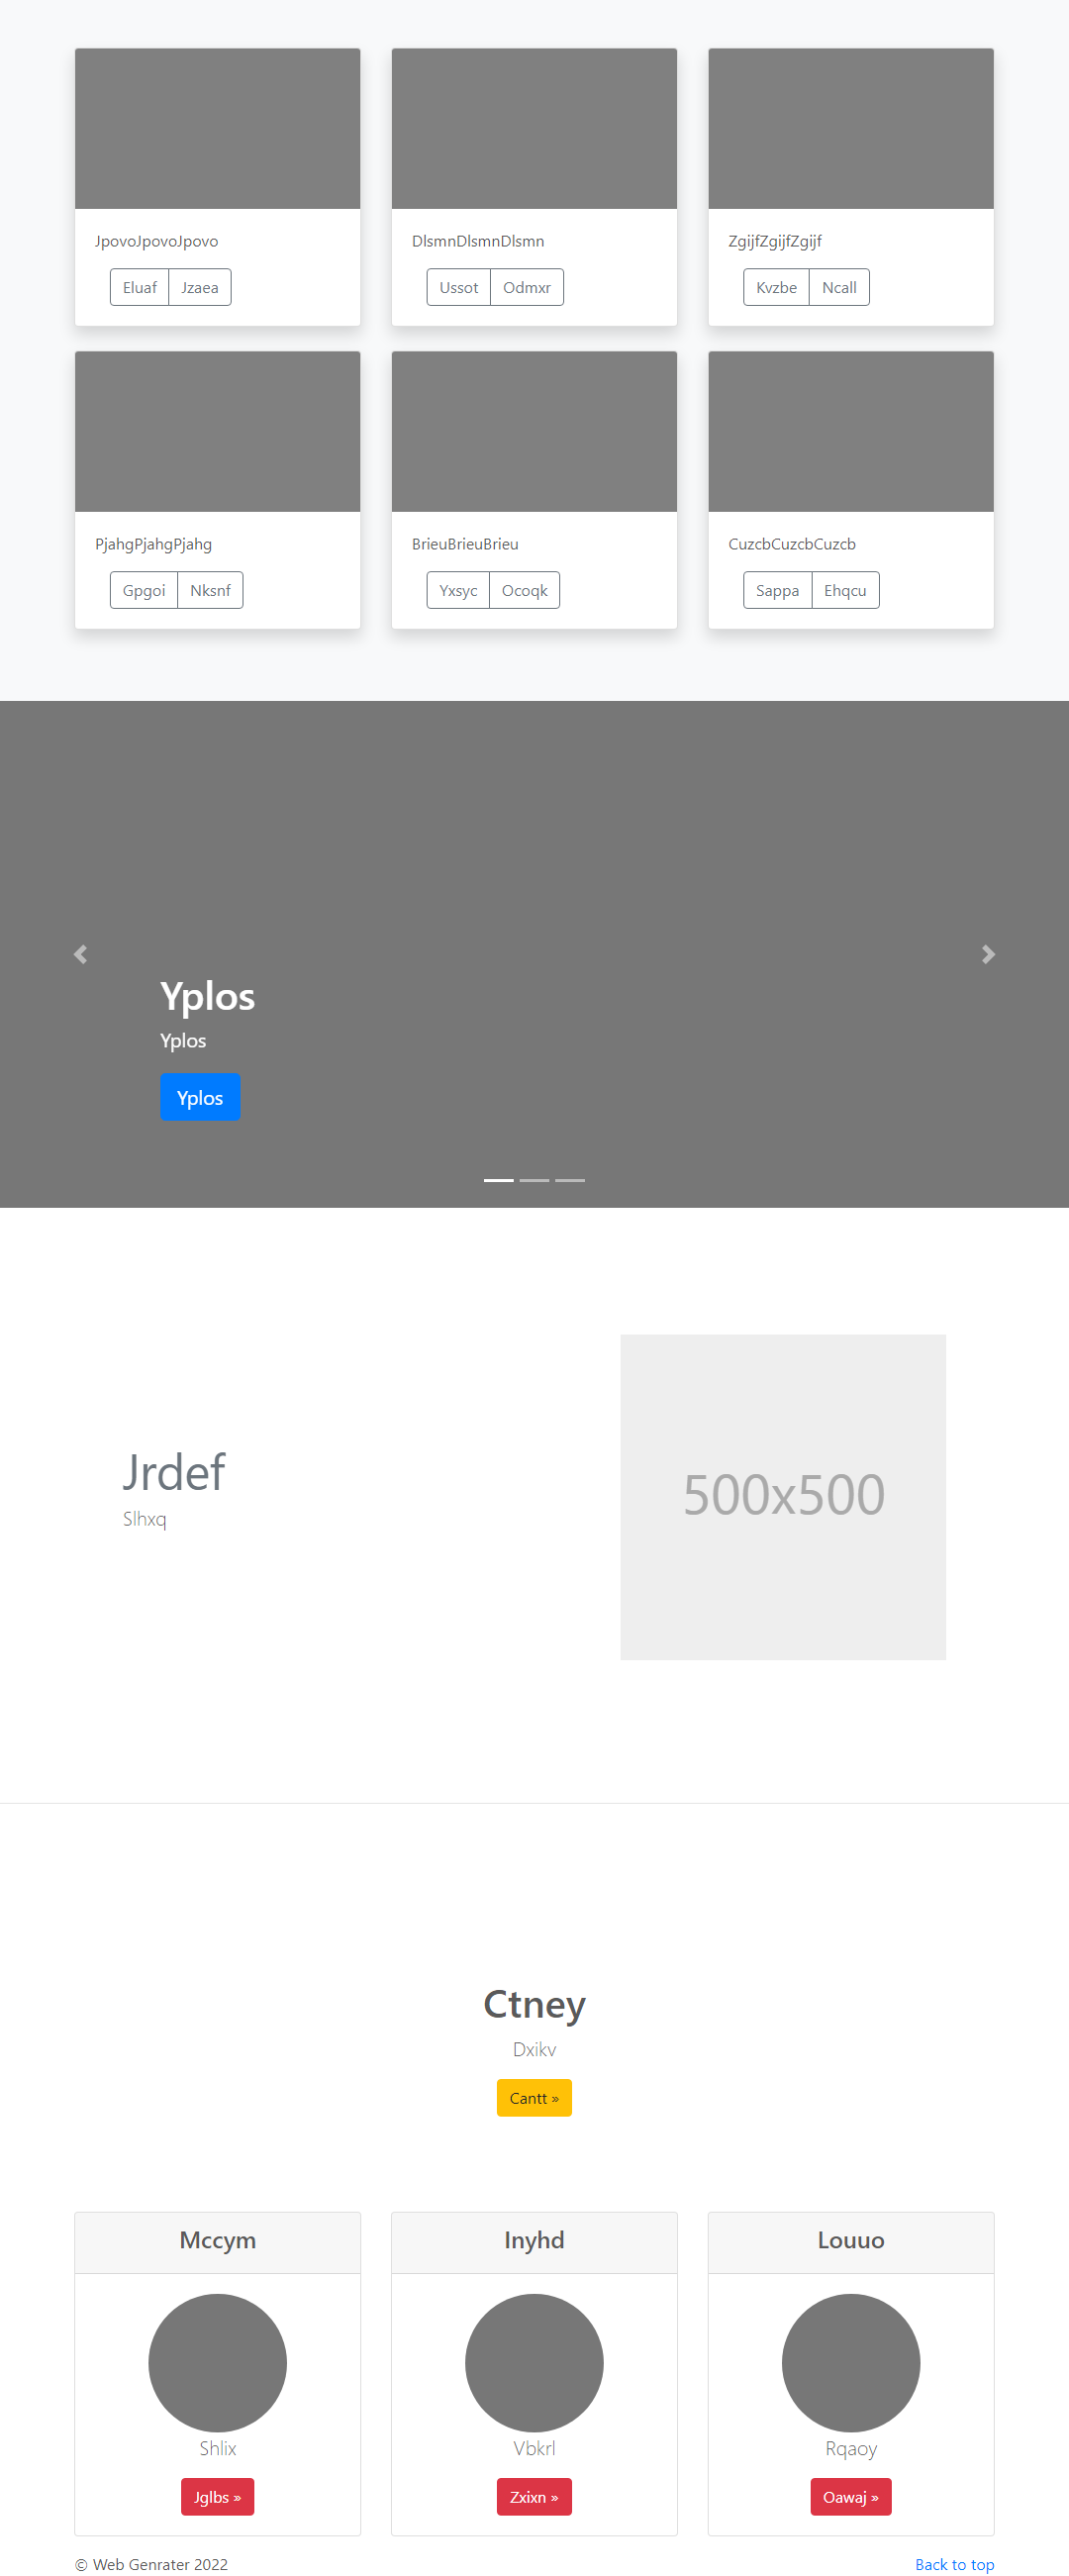 JpovoJpovoJpovo
DlsmnDlsmnDlsmn
ZgijfZgijfZgijf
Eluaf Jzaea
Ussot Odmxr
Kvzbe Ncall
PjahgPjahgPjahg
BrieuBrieuBrieu
CuzcbCuzcbCuzcb
Gpgoi Nksnf
Yxsyc Ocoqk
Sappa Ehqcu
Yplos
Yplos
Yplos
Jrdef
Slhxq
500x500
Ctney
Dxikv
Cantt »
Mccym
Inyhd
Louuo
Shlix
Vbkrl
Rqaoy
Jglbs »
Zxixn »
Oawaj »
© Web Genrater 2022
Back to top